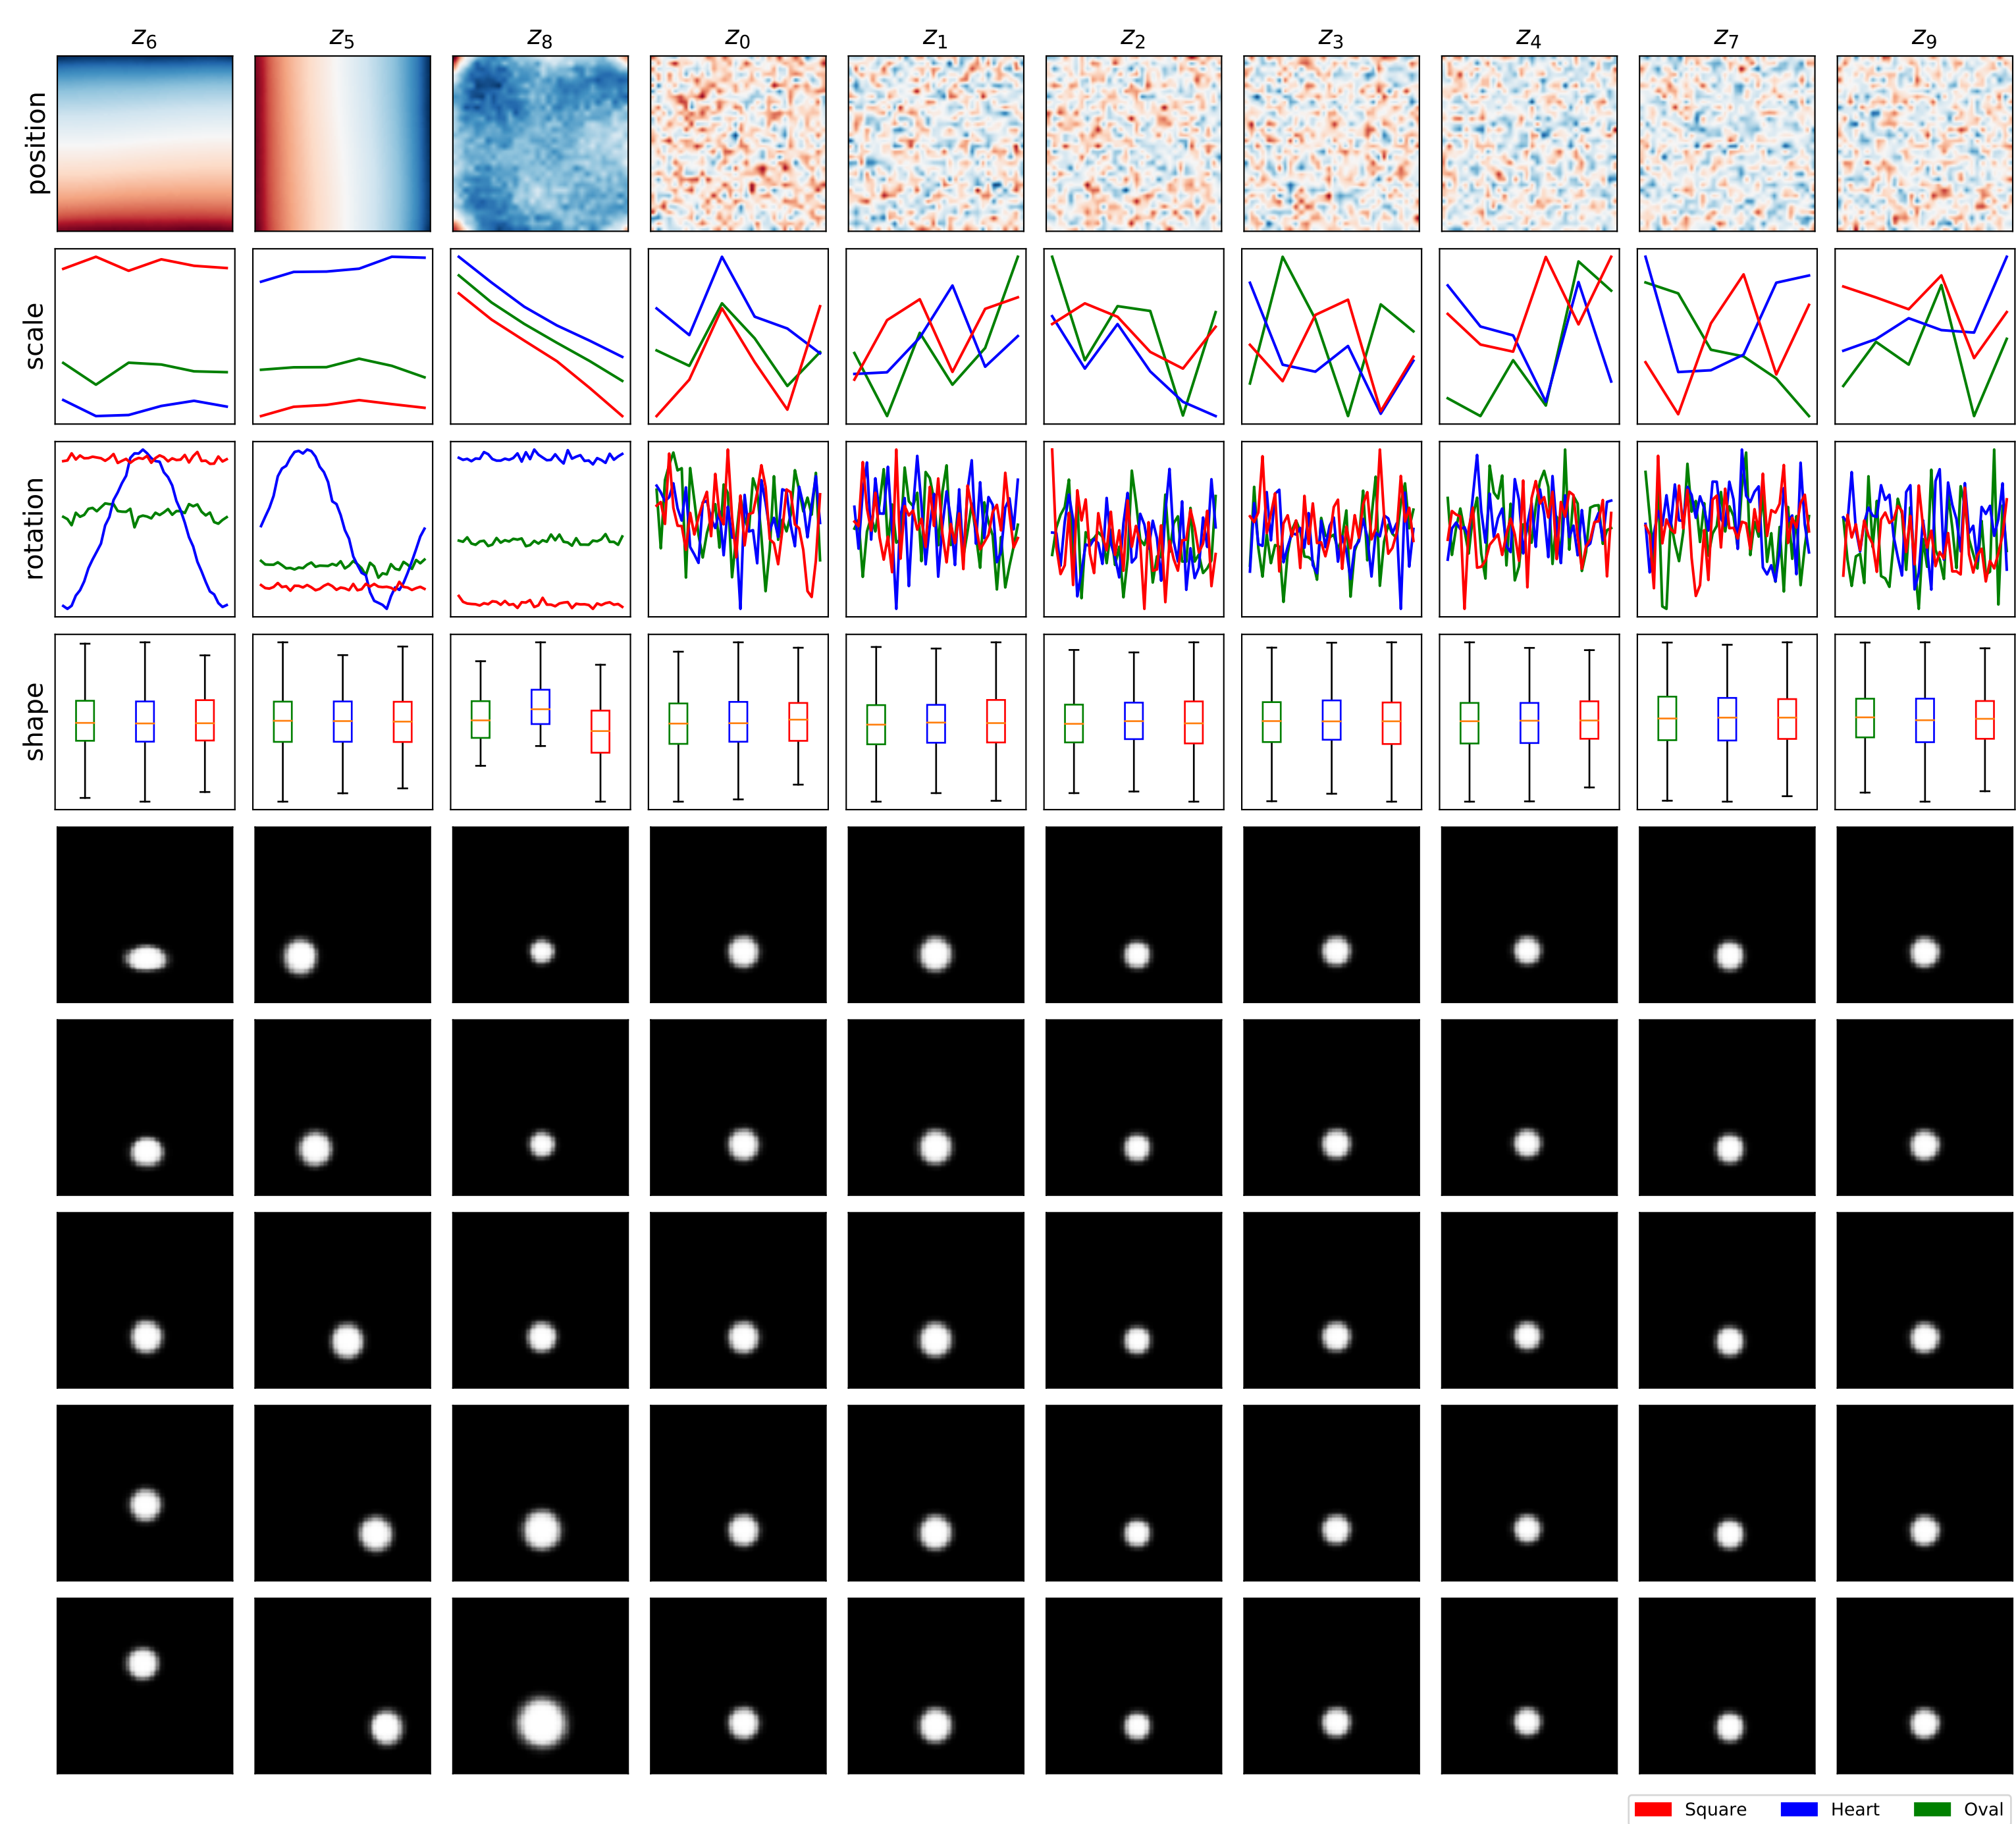 z6 z5 z8 z0 z1 z2 z3 z4 z7 z9
position
scale
rotation
shape
Square Heart Oval